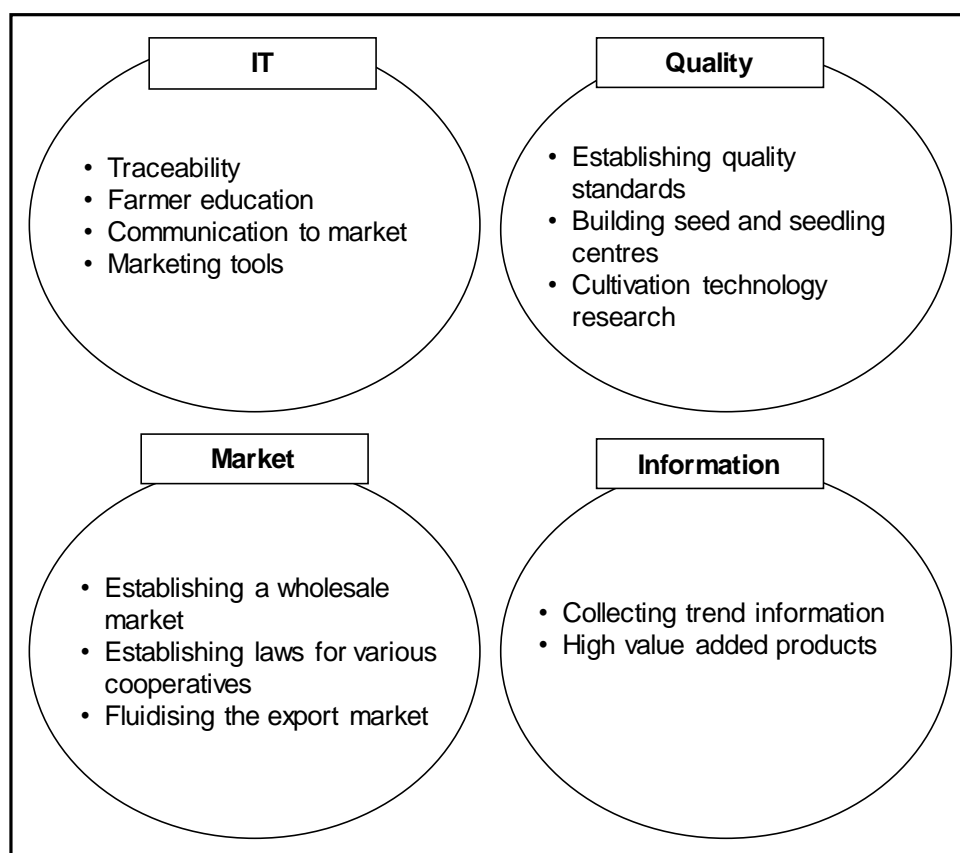 IT
• Traceability
• Farmer education
• Communication to market
• Marketing tools
Quality
• Establishing quality
standards
• Building seed and seedling
centres
• Cultivation technology
research
Market
• Establishing a wholesale
market
• Establishing laws for various
cooperatives
• Fluidising the export market
Information
• Collecting trend information
• High value added products